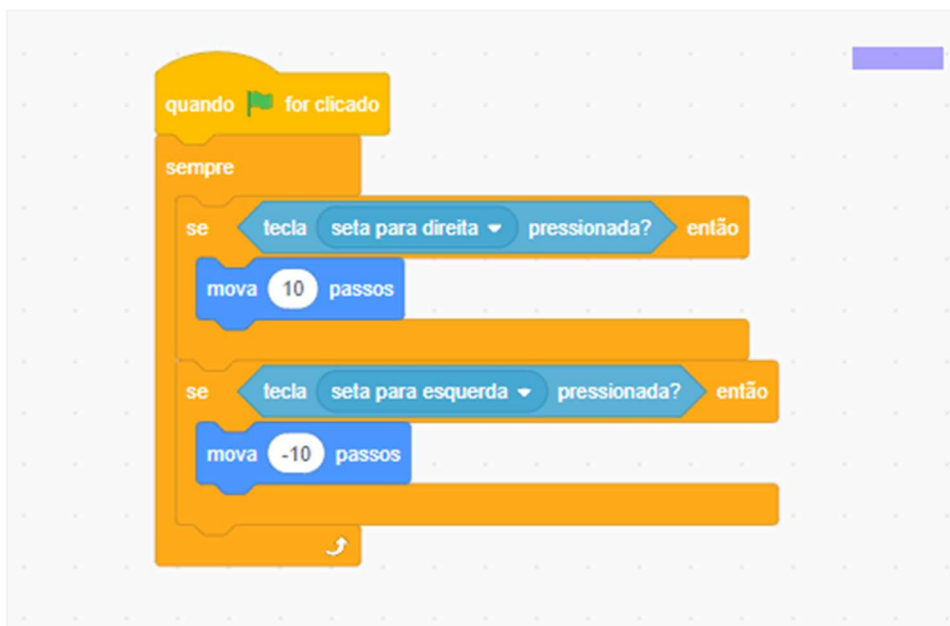 quando for clicado
sempre
se tecla seta para direita pressionada? então
mova 10 passos
se tecla seta para esquerda pressionada? então
mova -10 passos